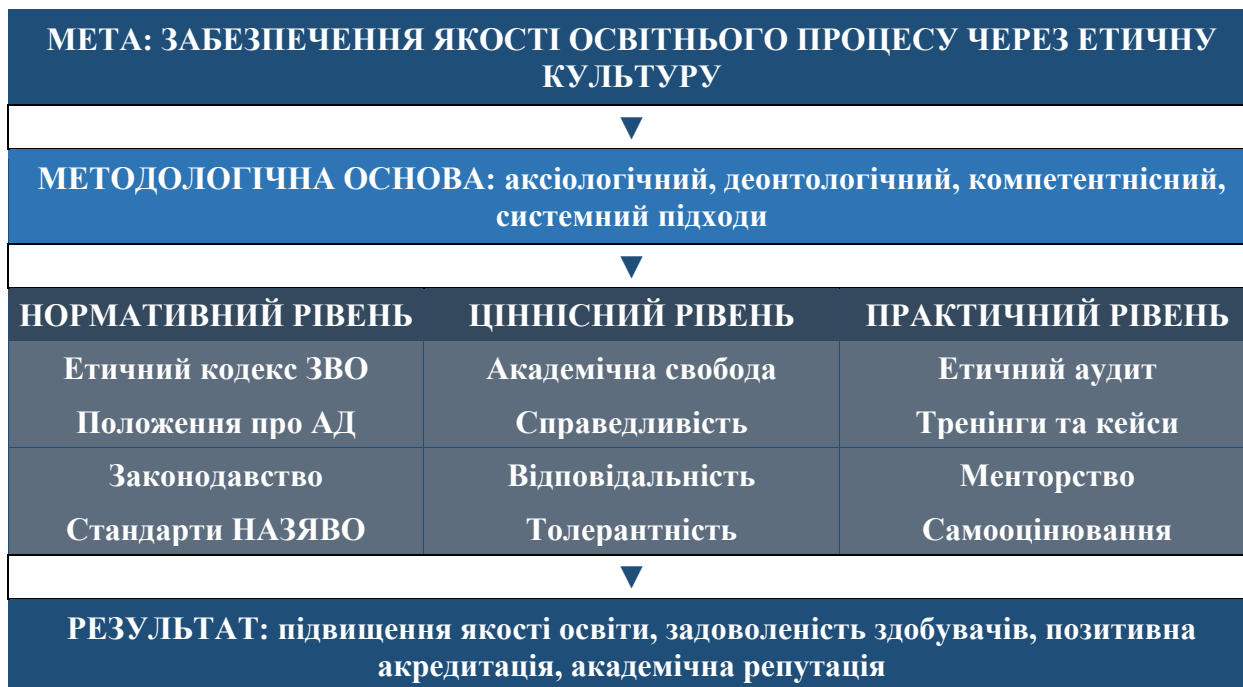 МЕТА: ЗАБЕЗПЕЧЕННЯ ЯКОСТІ ОСВІТНЬОГО ПРОЦЕСУ ЧЕРЕЗ ЕТИЧНУ
КУЛЬТУРУ
▼
МЕТОДОЛОГІЧНА ОСНОВА: аксіологічний, деонтологічний, компетентнісний,
системний підходи
▼
НОРМАТИВНИЙ РІВЕНЬ ЦІННІСНИЙ РІВЕНЬ ПРАКТИЧНИЙ РІВЕНЬ
Етичний кодекс ЗВО Академічна свобода Етичний аудит
Положення про АД Справедливість Тренінги та кейси
Законодавство Відповідальність Менторство
Стандарти НАЗЯВО Толерантність Самооцінювання
▼
РЕЗУЛЬТАТ: підвищення якості освіти, задоволеність здобувачів, позитивна
акредитація, академічна репутація